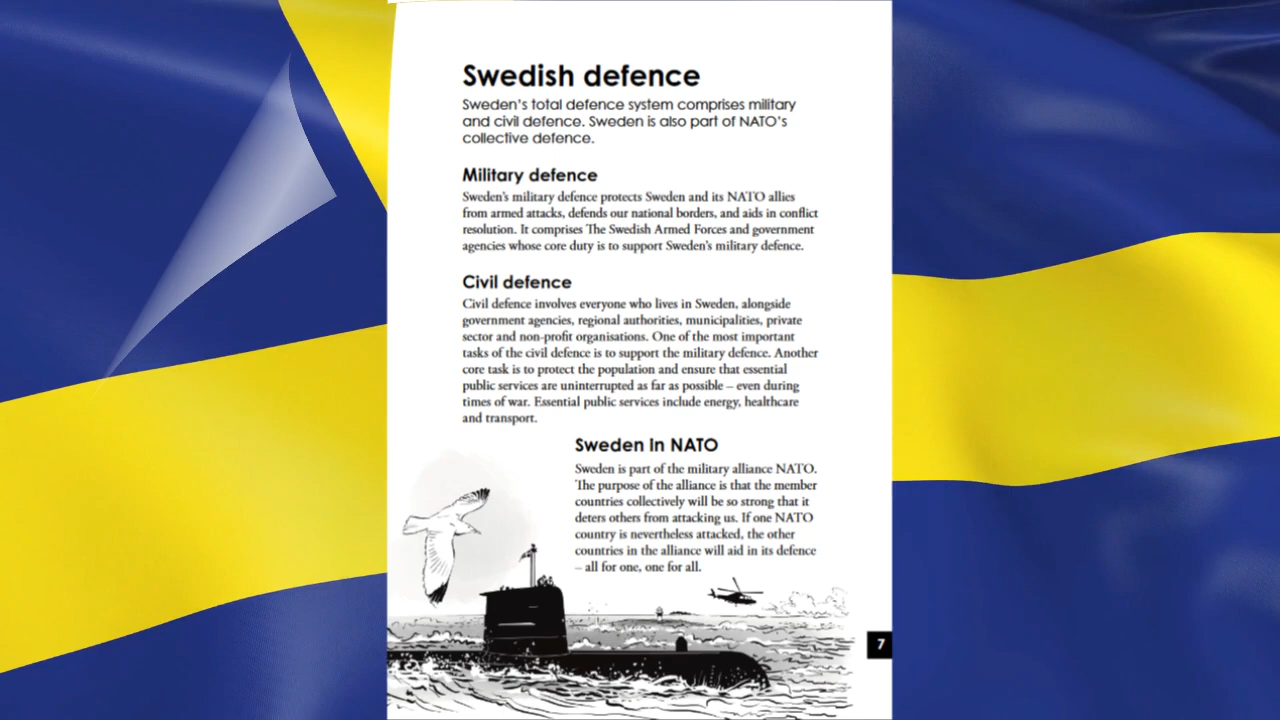 Swedish defence
Sweden's total defence system comprises military
and civil defence. Sweden is also part of NATO's
collective defence.
Military defence
Sweden's military defence protects Sweden and its NATO allies
from armed attacks, defends our national borders, and aids in conflict
resolution. It comprises The Swedish Armed Forces and government
agencies whose core duty is to support Sweden's military defence.
Civil defence
Civil defence involves everyone who lives in Sweden, alongside
government agencies, regional authorities, municipalities, private
sector and non-profit organisations. One of the most important
tasks of the civil defence is to support the military defence. Another
core task is to protect the population and ensure that essential
public services are uninterrupted as far as possible – even during
times of war. Essential public services include energy, healthcare
and transport.
Sweden in NATO
Sweden is part of the military alliance NATO.
The purpose of the alliance is that the member
countries collectively will be so strong that it
deters others from attacking us. If one NATO
country is nevertheless attacked, the other
countries in the alliance will aid in its defence
– all for one, one for all.
7